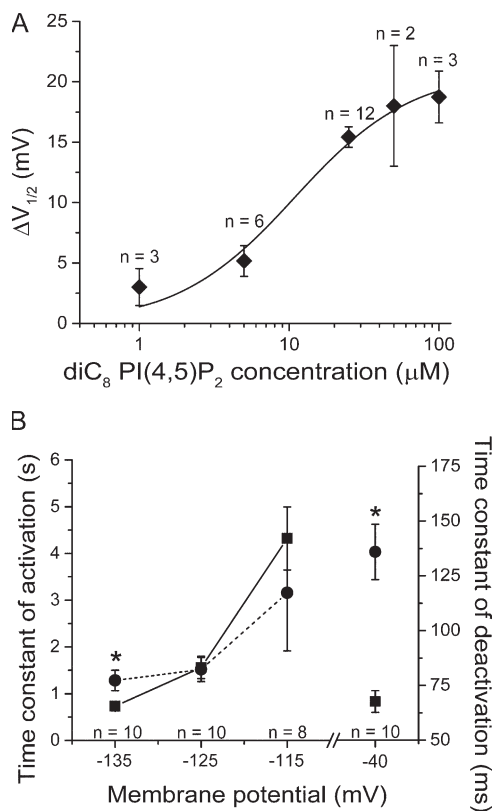 A
25
20
15
10
5
0
ΔV1/2 (mV)
n = 3
n = 6
n = 12
n = 2
n = 3
1
10
100
diC8 PI(4,5)P2 concentration (μM)
B
Time constant of activation (s)
6
5
4
3
2
1
0
*
*
n = 10
n = 10
n = 8
n = 10
-135
-125
-115
-40
Membrane potential (mV)
175
150
125
100
75
50
Time constant of deactivation (ms)